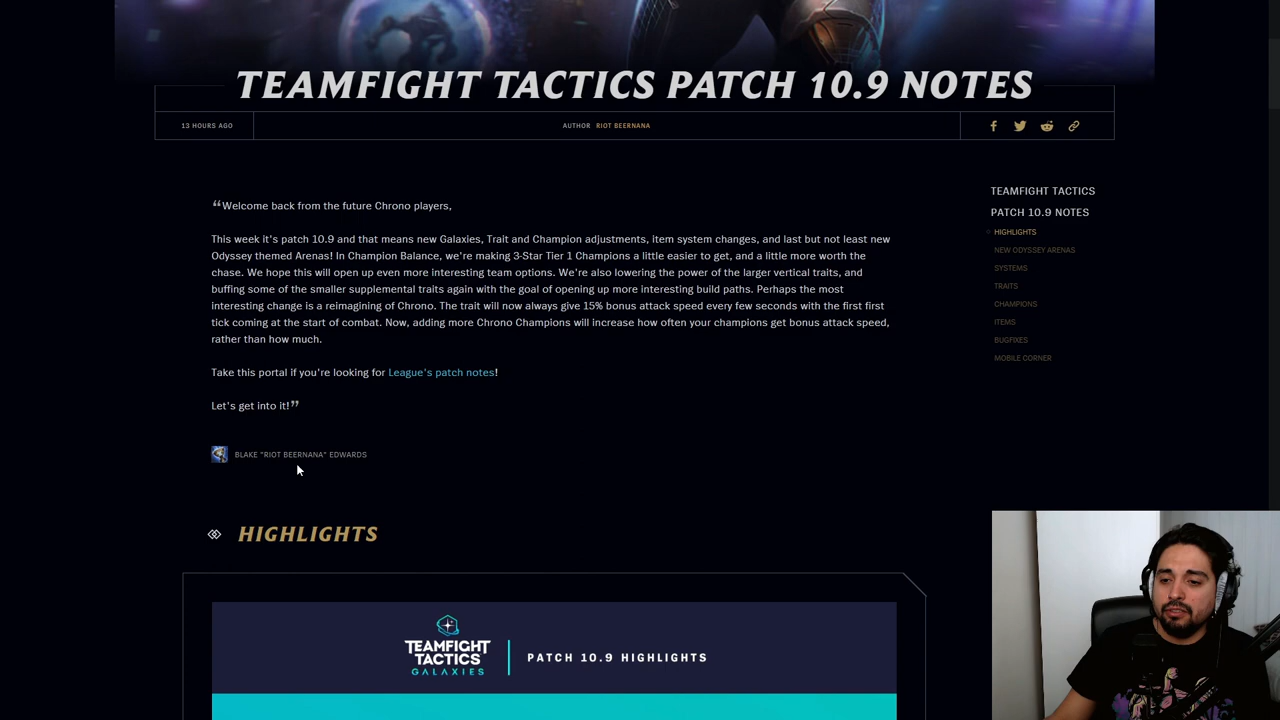 TEAMFIGHT TACTICS PATCH 10.9 NOTES
13 HOURS AGO
AUTHOR RIOT BEERNANA
“Welcome back from the future Chrono players,
This week it's patch 10.9 and that means new Galaxies, Trait and Champion adjustments, item system changes, and last but not least new
Odyssey themed Arenas! In Champion Balance, we're making 3-Star Tier 1 Champions a little easier to get, and a little more worth the
chase. We hope this will open up even more interesting team options. We're also lowering the power of the larger vertical traits, and
buffing some of the smaller supplemental traits again with the goal of opening up more interesting build paths. Perhaps the most
interesting change is a reimagining of Chrono. The trait will now always give 15% bonus attack speed every few seconds with the first first
tick coming at the start of combat. Now, adding more Chrono Champions will increase how often your champions get bonus attack speed,
rather than how much.
Take this portal if you're looking for League's patch notes!
Let's get into it!”
BLAKE "RIOT BEERNANA" EDWARDS
TEAMFIGHT TACTICS
PATCH 10.9 NOTES
HIGHLIGHTS
NEW ODYSSEY ARENAS
SYSTEMS
TRAITS
CHAMPIONS
ITEMS
BUGFIXES
MOBILE CORNER
HIGHLIGHTS
TEAMFIGHT
TACTICS
GALAXIES
PATCH 10.9 HIGHLIGHTS